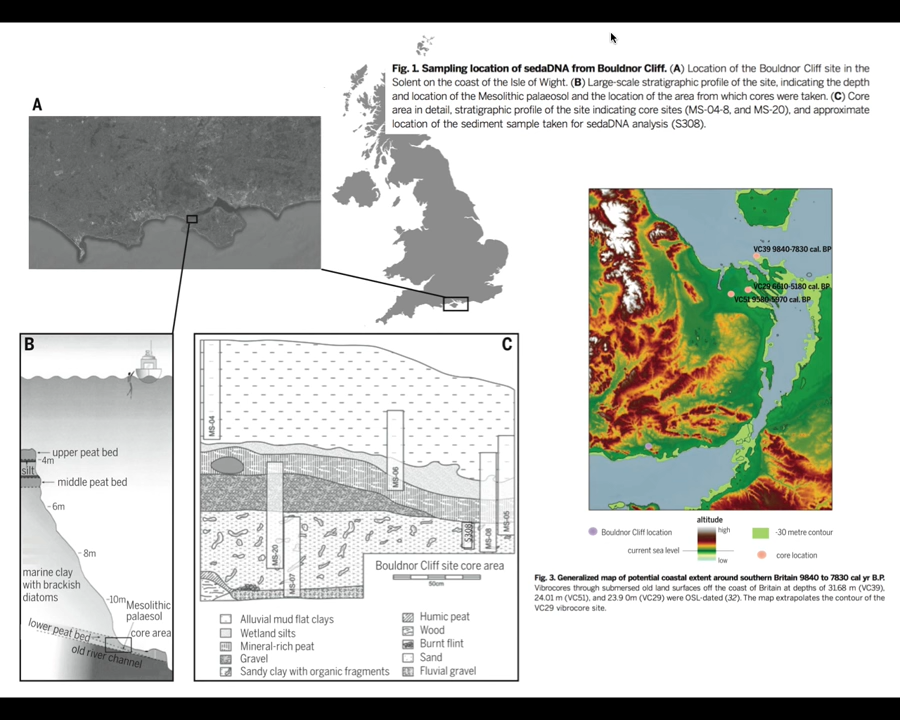 Fig. 1. Sampling location of sedaDNA from Bouldnor Cliff. (A) Location of the Bouldnor Cliff site in the
Solent on the coast of the Isle of Wight. (B) Large-scale stratigraphic profile of the site, indicating the depth
and location of the Mesolithic palaeosol and the location of the area from which cores were taken. (C) Core
area in detail, stratigraphic profile of the site indicating core sites (MS-04-8, and MS-20), and approximate
location of the sediment sample taken for sedaDNA analysis (S308).
A
B
upper peat bed
4m
silt
middle peat bed
6m
8m
marine clay
with brackish
diatoms
10m
Mesolithic
palaesol
core area
lower peat bed
old river channel
C
MS-04
MS-06
MS-20
MS-07
S308
MS-08
MS-05
Bouldnor Cliff site core area
50cm
Alluvial mud flat clays
Wetland silts
Mineral-rich peat
Gravel
Sandy clay with organic fragments
Humic peat
Wood
Burnt flint
Sand
Fluvial gravel
VC39 9840-7830 cal. BP
VC29 6610-5180 cal. BP
VC51 9580-5970 cal. BP
Bouldnor Cliff location
altitude
high
current sea level
low
-30 metre contour
core location
Fig. 3. Generalized map of potential coastal extent around southern Britain 9840 to 7830 cal yr B.P.
Vibrocores through submersed old land surfaces off the coast of Britain at depths of 31.68 m (VC39),
24.01 m (VC51), and 23.9 0m (VC29) were OSL-dated (32). The map extrapolates the contour of the
VC29 vibrocore site.